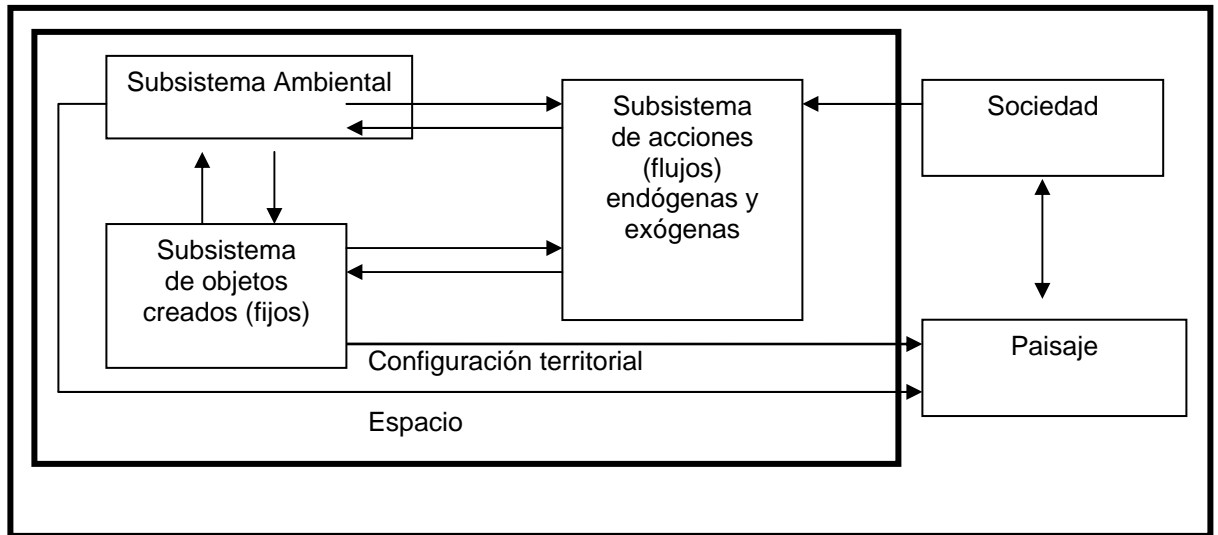 Subsistema Ambiental
Subsistema
de acciones
(flujos)
endógenas y
exógenas
Sociedad
Subsistema
de objetos
creados (fijos)
Configuración territorial
Paisaje
Espacio